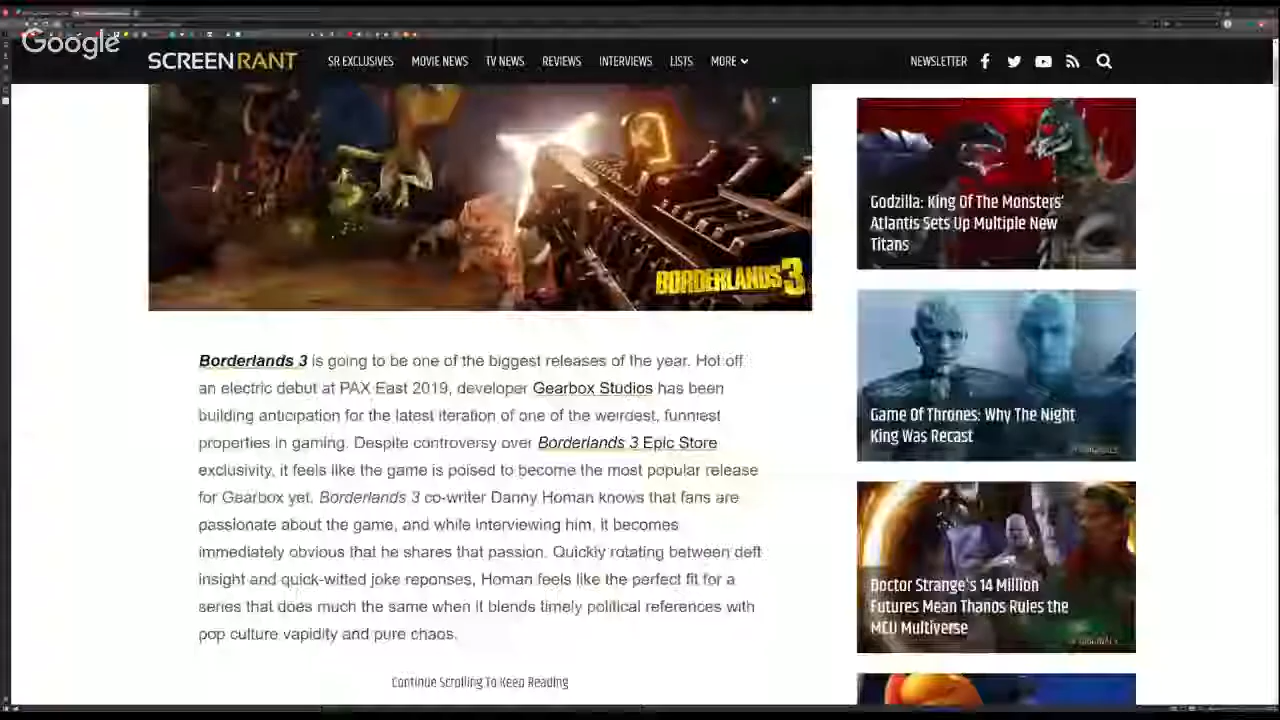 Google
SCREENRANT
SR EXCLUSIVES MOVIE NEWS TV NEWS REVIEWS INTERVIEWS LISTS MORE
NEWSLETTER
BORDERLANDS 3
Borderlands 3 is going to be one of the biggest releases of the year. Hot off
an electric debut at PAX East 2019, developer Gearbox Studios has been
building anticipation for the latest iteration of one of the weirdest, funniest
properties in gaming. Despite controversy over Borderlands 3 Epic Store
exclusivity, it feels like the game is poised to become the most popular release
for Gearbox yet. Borderlands 3 co-writer Danny Homan knows that fans are
passionate about the game, and while interviewing him, it becomes
immediately obvious that he shares that passion. Quickly rotating between deft
insight and quick-witted joke reponses, Homan feels like the perfect fit for a
series that does much the same when it blends timely political references with
pop culture vapidity and pure chaos.
Continue Scrolling To Keep Reading
Godzilla: King Of The Monsters'
Atlantis Sets Up Multiple New
Titans
Game Of Thrones: Why The Night
King Was Recast
Doctor Strange's 14 Million
Futures Mean Thanos Rules the
MCU Multiverse